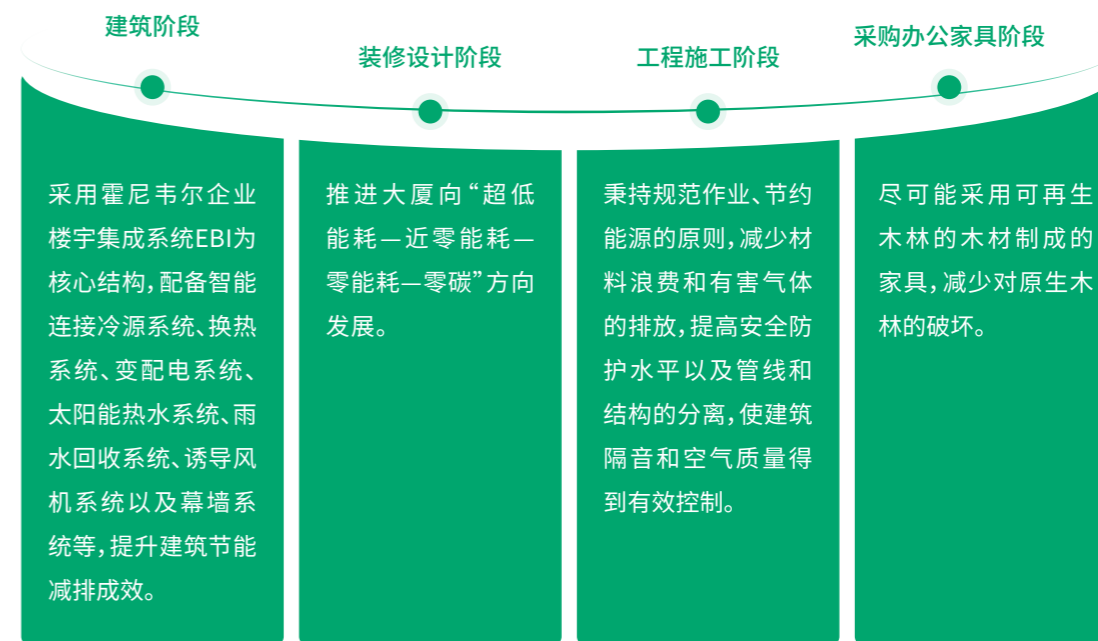 建筑阶段
装修设计阶段
工程施工阶段
采购办公家具阶段
采用霍尼韦尔企业
楼宇集成系统EBI为
核心结构，配备智能
连接冷源系统、换热
系统、变配电系统、
太阳能热水系统、雨
水回收系统、诱导风
机系统以及幕墙系
统等，提升建筑节能
减排成效。
推进大厦向“超低
能耗—近零能耗—
零能耗—零碳”方向
发展。
秉持规范作业、节约
能源的原则，减少材
料浪费和有害气体
的排放，提高安全防
护水平以及管线和
结构的分离，使建筑
隔音和空气质量得
到有效控制。
尽可能采用可再生
木林的木材制成的
家具，减少对原生木
林的破坏。